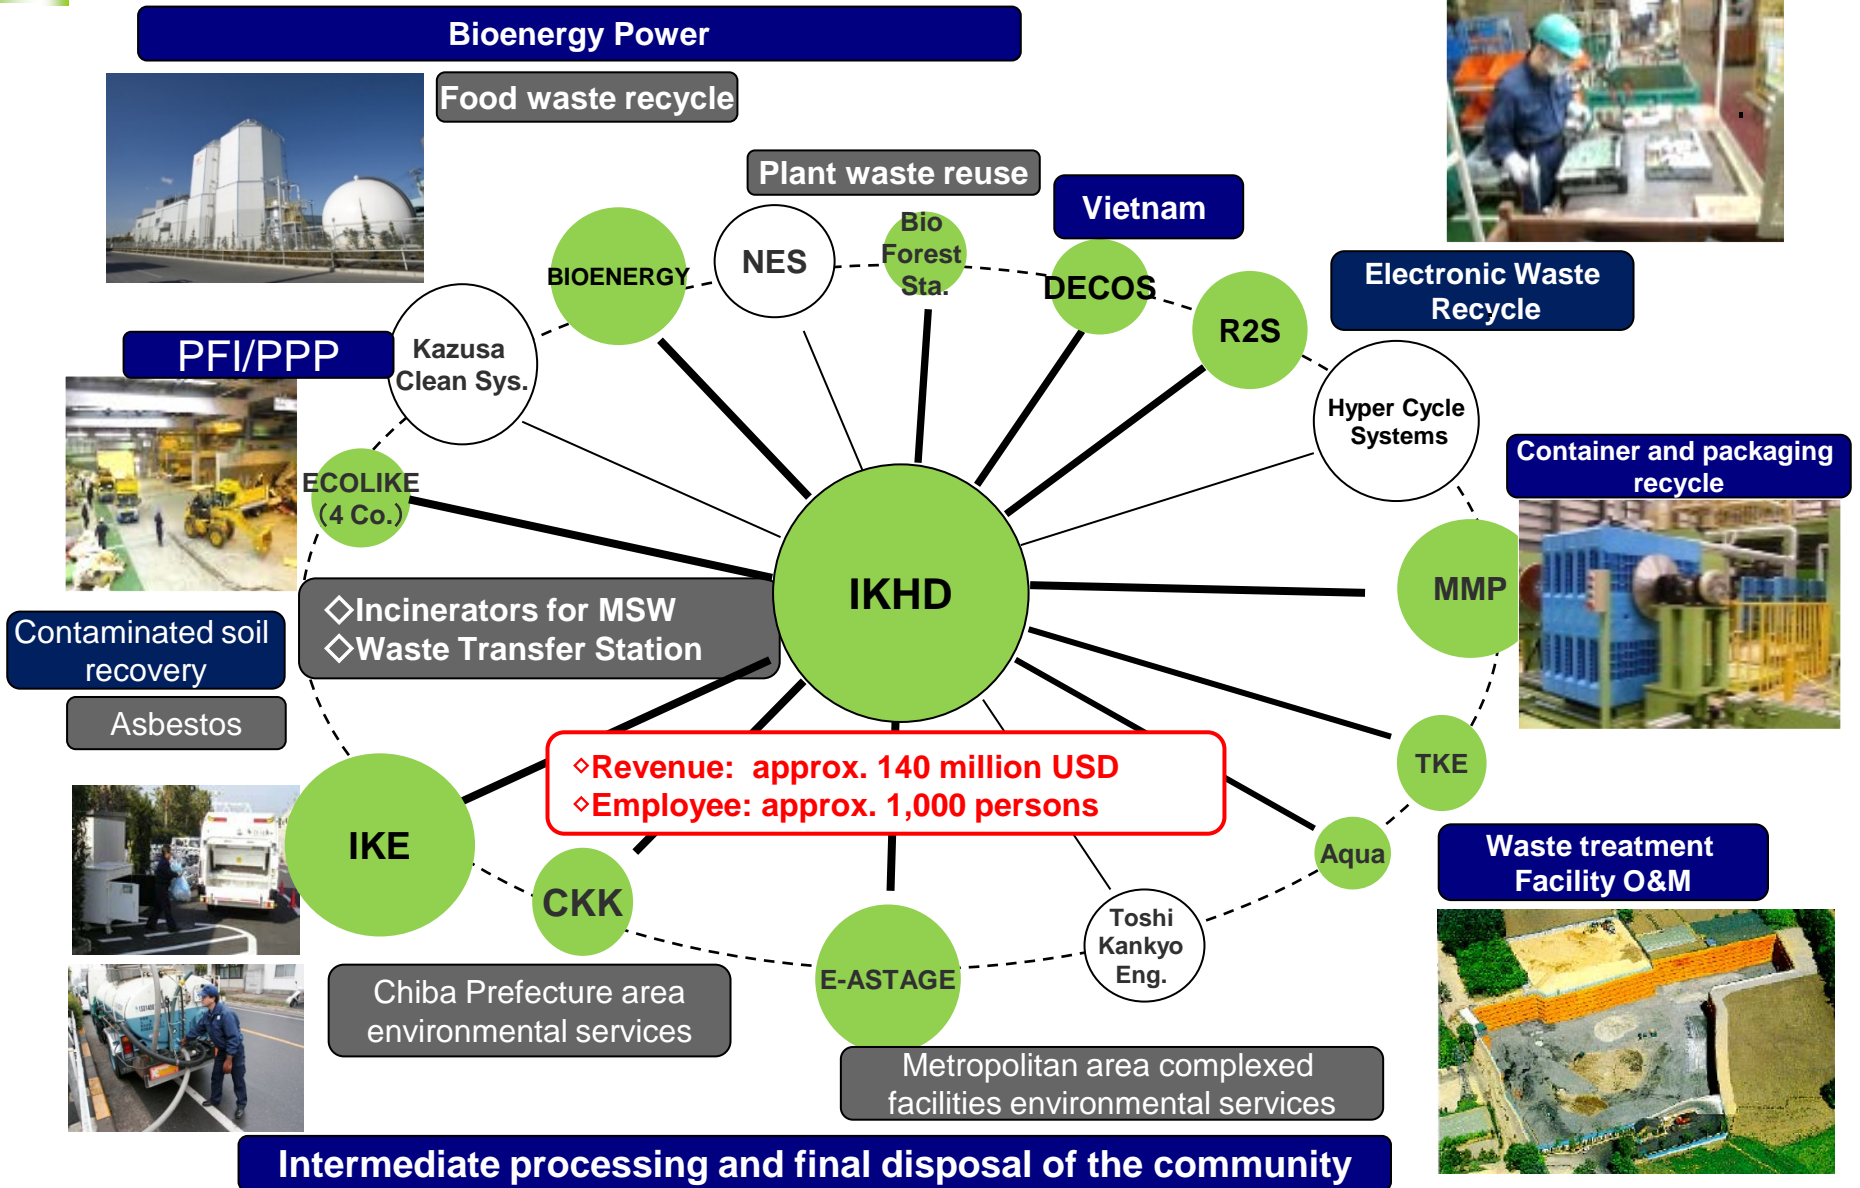 Bioenergy Power
Food waste recycle
Plant waste reuse
Vietnam
Bio
Forest
Sta.
NES
BIOENERGY
DECOS
Electronic Waste
Recycle
R2S
PFI/PPP
Kazusa
Clean Sys.
Hyper Cycle
Systems
Container and packaging
recycle
ECOLIKE
(4 Co.)
IKHD
MMP
◇Incinerators for MSW
◇Waste Transfer Station
Contaminated soil
recovery
Asbestos
◇Revenue: approx. 140 million USD
◇Employee: approx. 1,000 persons
TKE
IKE
Aqua
Waste treatment
Facility O&M
CKK
Toshi
Kankyo
Eng.
E-ASTAGE
Chiba Prefecture area
environmental services
Metropolitan area complexed
facilities environmental services
Intermediate processing and final disposal of the community